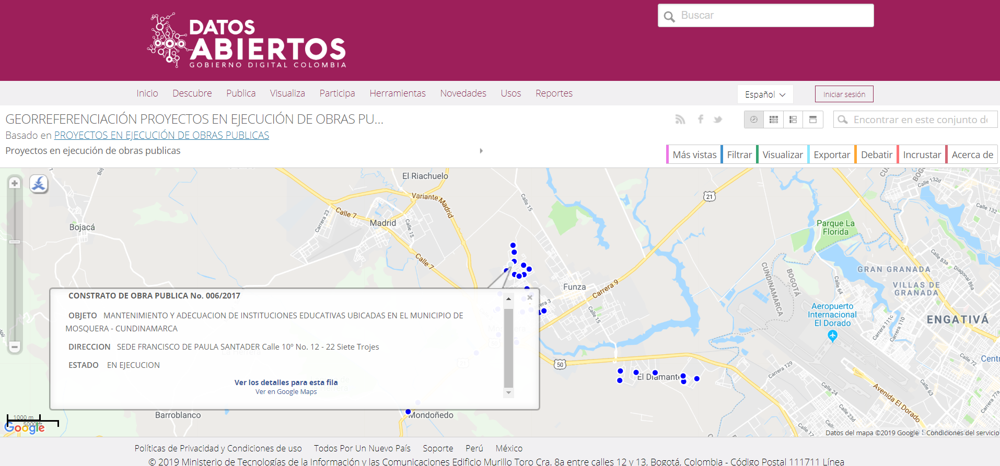 DATOS
ABIERTOS
GOBIERNO DIGITAL COLOMBIA
Buscar
Inicio Descubre Publica Visualiza Participa Herramientas Novedades Usos Reportes
Español
Iniciar sesión
GEORREFERENCIACIÓN PROYECTOS EN EJECUCIÓN DE OBRAS PU...
Basado en PROYECTOS EN EJECUCIÓN DE OBRAS PUBLICAS
Proyectos en ejecución de obras publicas
Encontrar en este conjunto de
Más vistas Filtrar Visualizar Exportar Debatir Incrustar Acerca de
El Riachuelo
Variante Madrid
Calle 7
Carrera 23
Madrid
Calle 15
Calle 7
Bojacá
Calle 15
21
Calle 132d
Calle 132
Parque La
Florida
Calle 83a
Diagonal 86a
GRAN GRANADA
VILLAS DE
GRANADA
CUNDINAMARCA
BOGOTÁ
Calle 64
Funza
Carrera 9
Carrera 3
Calle 15
Aeropuerto
Internacional
El Dorado
ENGATIVÁ
Carrera 111c
Carrera 110
CONSTRATO DE OBRA PUBLICA No. 006/2017
OBJETO MANTENIMIENTO Y ADECUACION DE INSTITUCIONES EDUCATIVAS UBICADAS EN EL MUNICIPIO DE
MOSQUERA - CUNDINAMARCA
DIRECCION SEDE FRANCISCO DE PAULA SANTADER Calle 10º No. 12 - 22 Siete Trojes
ESTADO EN EJECUCION
Ver los detalles para esta fila
Ver en Google Maps
50
El Diamante
Carrera 129
Calle 72
Centr
Calle 63
Calle 24
Calle 23
Carrera 77a
Avenida El Dorado
Calle 17
Barroblanco
Mondoñedo
1000 m
5000 ft
Google
Datos del mapa ©2019 Google Condiciones del servicio
Políticas de Privacidad y Condiciones de uso Todos Por Un Nuevo País Soporte Perú México
© 2019 Ministerio de Tecnologías de la Información y las Comunicaciones Edificio Murillo Toro Cra. 8a entre calles 12 y 13, Bogotá, Colombia - Código Postal 111711 Línea